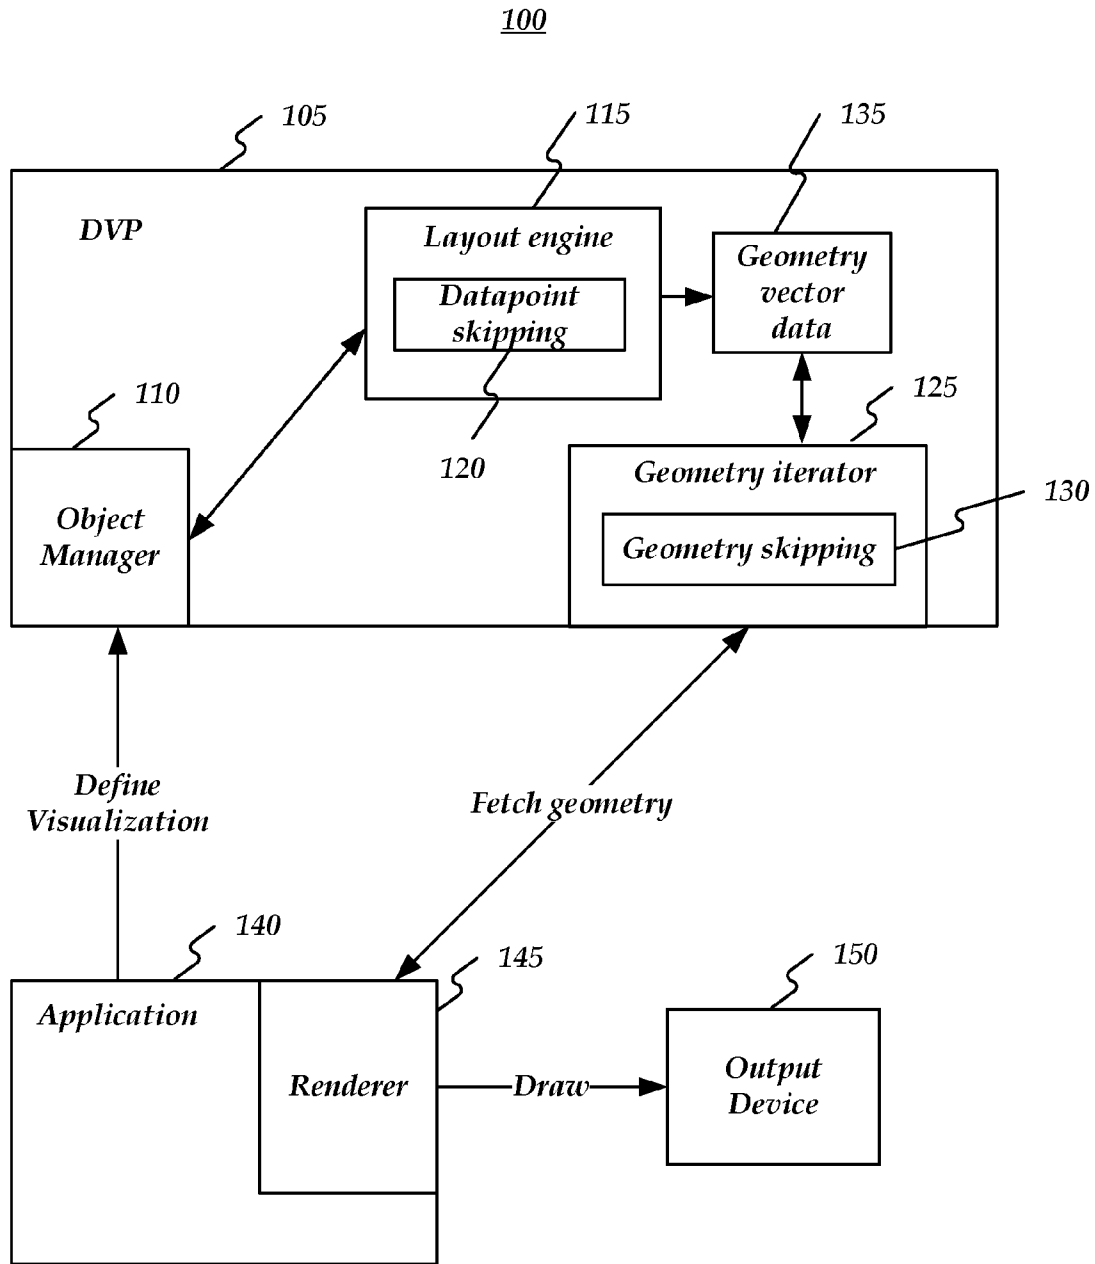 100
105
115
135
DVP
Layout engine
Datapoint
skipping
Geometry
vector
data
110
120
125
Geometry iterator
130
Geometry skipping
Object
Manager
Define
Visualization
Fetch geometry
140
145
150
Application
Renderer
Draw
Output
Device